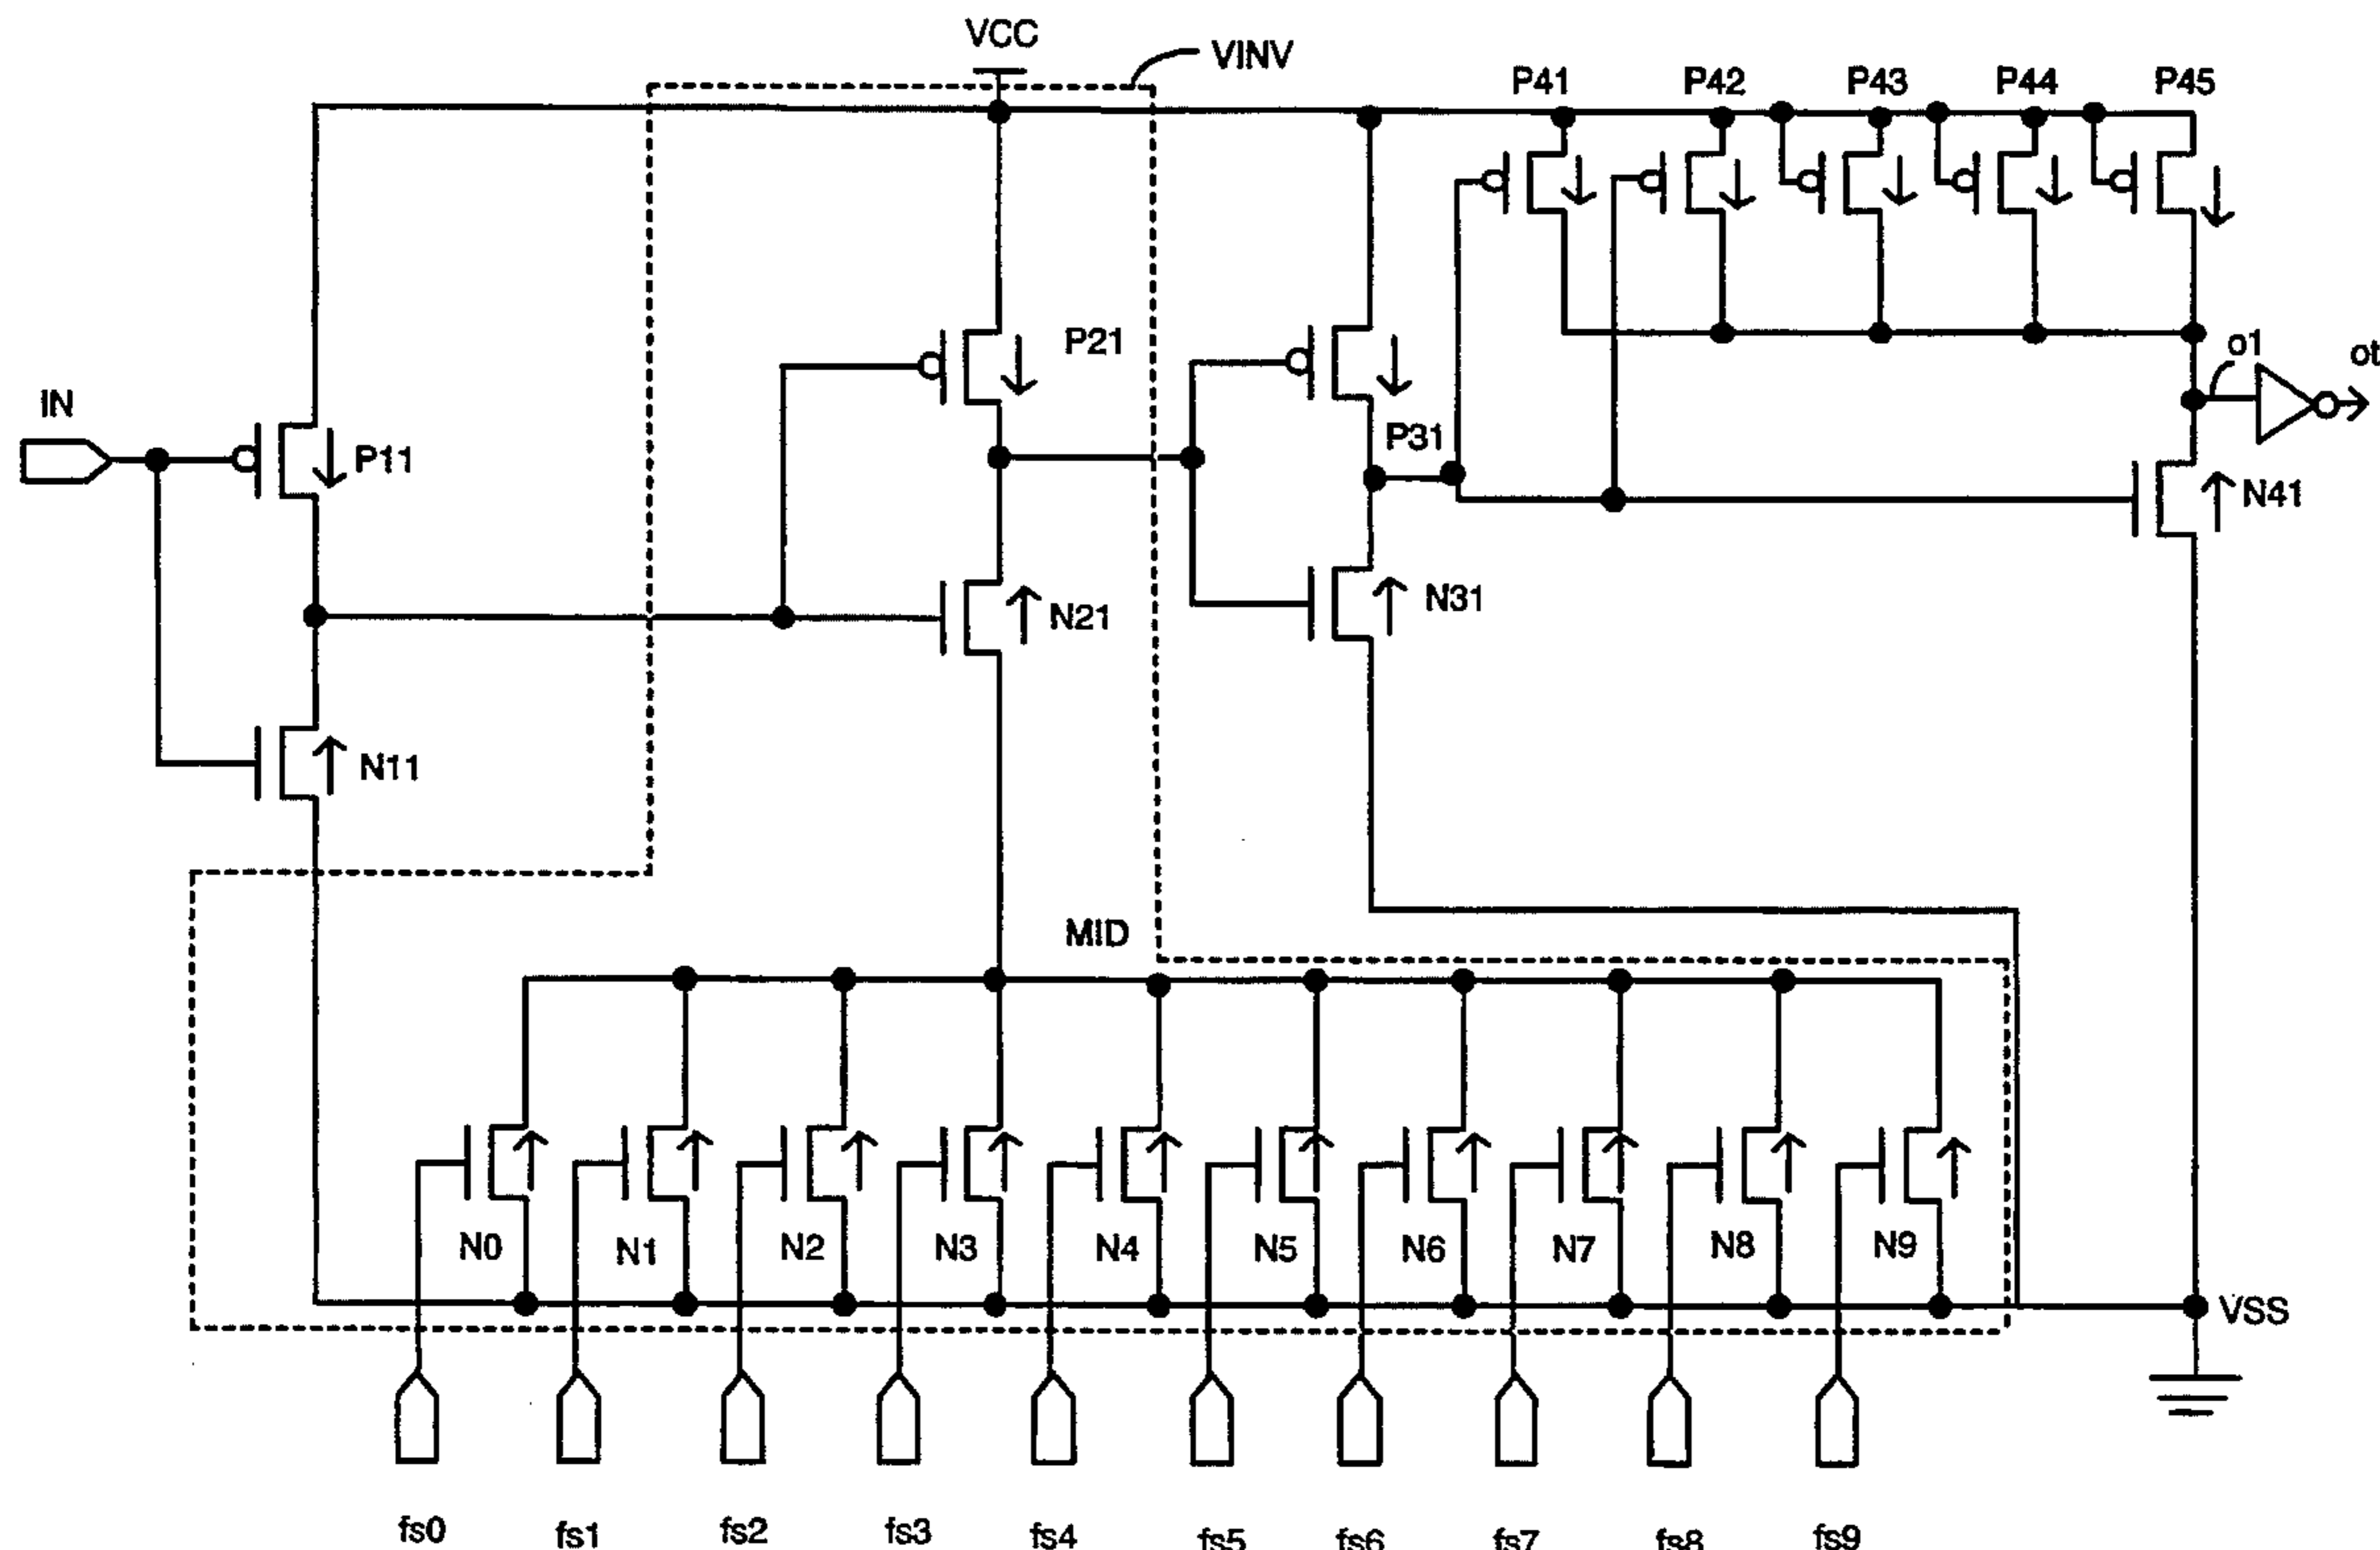 VCC
VINV
P41 P42 P43 P44 P45
P21
o1
ot
IN
P11
P31
N41
N21
N31
N11
MID
N0 N1 N2 N3 N4 N5 N6 N7 N8 N9
VSS
fs0 fs1 fs2 fs3 fs4 fs5 fs6 fs7 fs8 fs9